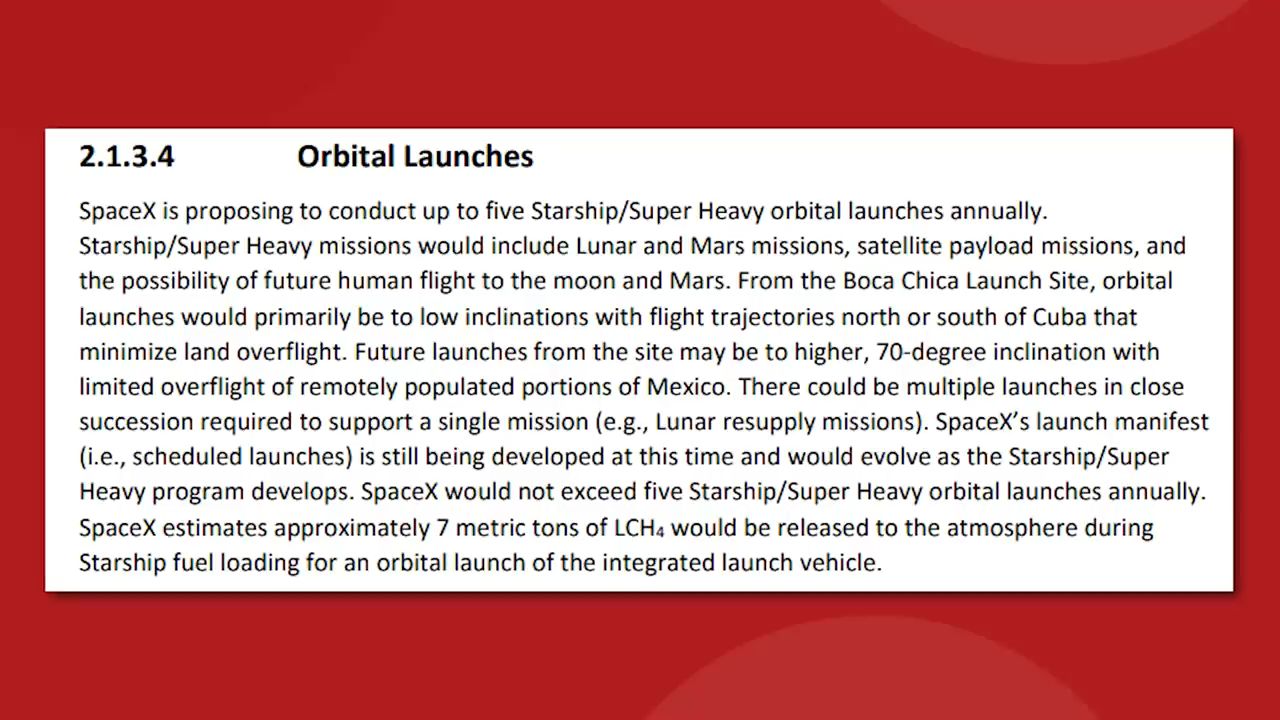 2.1.3.4 Orbital Launches
SpaceX is proposing to conduct up to five Starship/Super Heavy orbital launches annually.
Starship/Super Heavy missions would include Lunar and Mars missions, satellite payload missions, and
the possibility of future human flight to the moon and Mars. From the Boca Chica Launch Site, orbital
launches would primarily be to low inclinations with flight trajectories north or south of Cuba that
minimize land overflight. Future launches from the site may be to higher, 70-degree inclination with
limited overflight of remotely populated portions of Mexico. There could be multiple launches in close
succession required to support a single mission (e.g., Lunar resupply missions). SpaceX’s launch manifest
(i.e., scheduled launches) is still being developed at this time and would evolve as the Starship/Super
Heavy program develops. SpaceX would not exceed five Starship/Super Heavy orbital launches annually.
SpaceX estimates approximately 7 metric tons of LCH₄ would be released to the atmosphere during
Starship fuel loading for an orbital launch of the integrated launch vehicle.